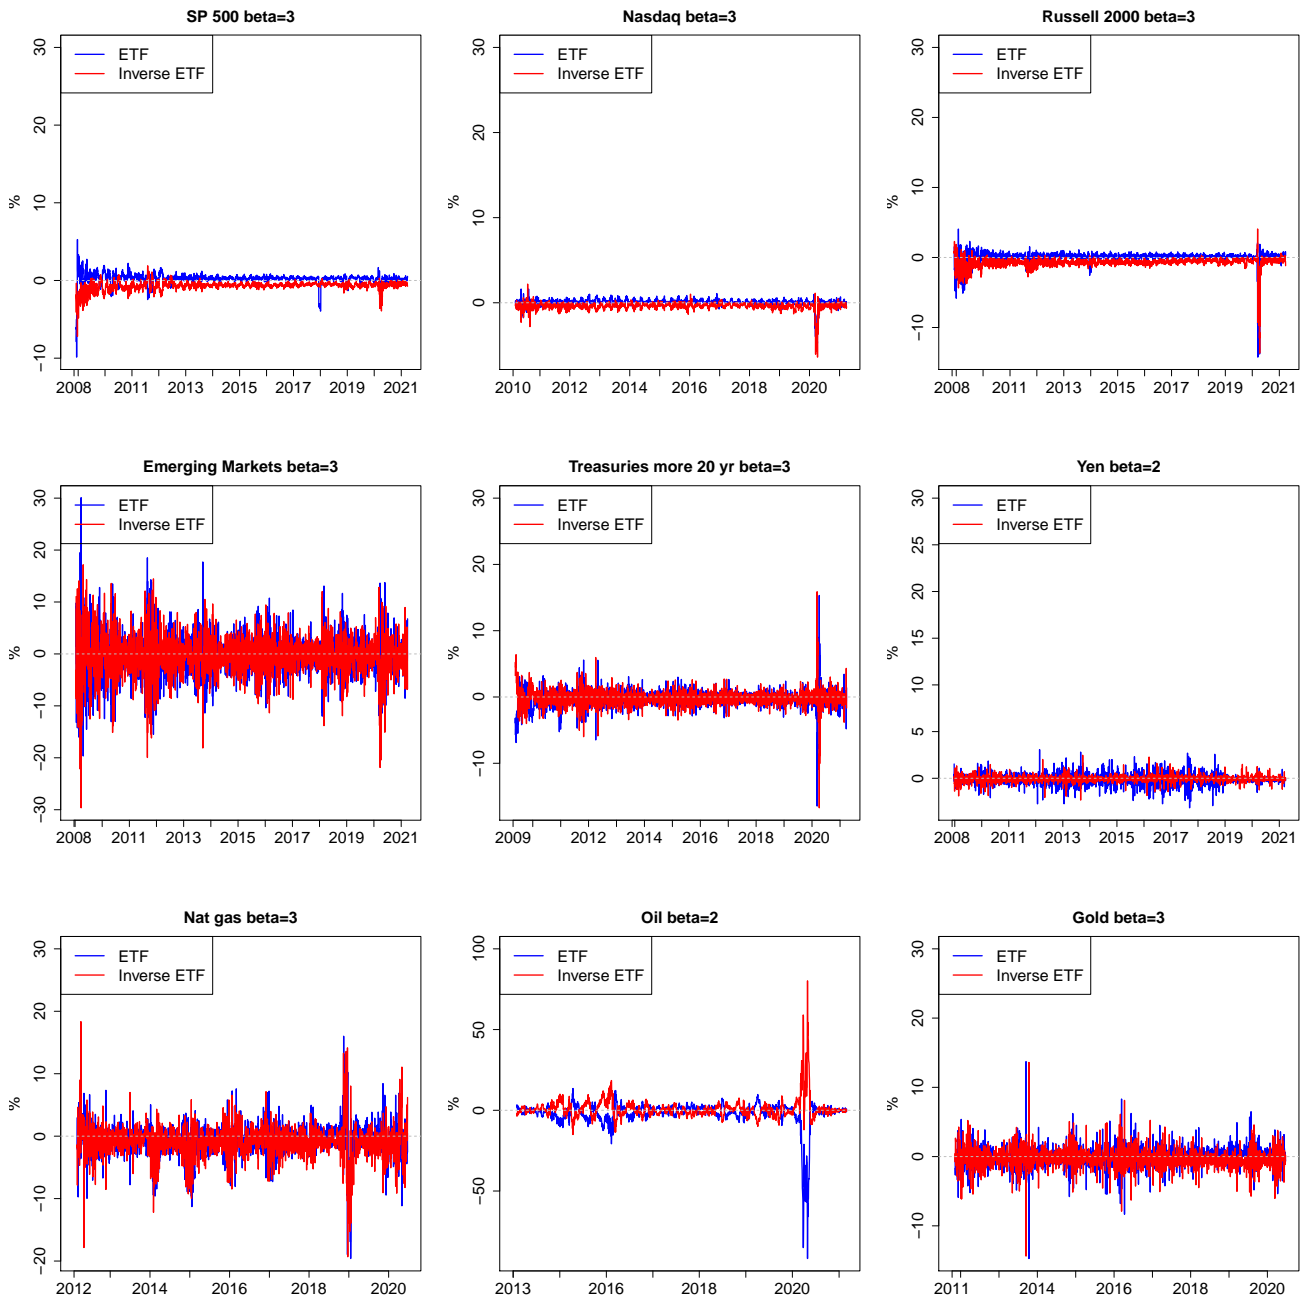 SP 500 beta=3
ETF
Inverse ETF
%
30
20
10
0
−10
2008 2011 2013 2015 2017 2019 2021
Nasdaq beta=3
ETF
Inverse ETF
%
30
20
10
0
2010 2012 2014 2016 2018 2020
Russell 2000 beta=3
ETF
Inverse ETF
%
30
20
10
0
−10
2008 2011 2013 2015 2017 2019 2021
Emerging Markets beta=3
ETF
Inverse ETF
%
30
20
10
0
−10
−20
−30
2008 2011 2013 2015 2017 2019 2021
Treasuries more 20 yr beta=3
ETF
Inverse ETF
%
30
20
10
0
−10
2009 2012 2014 2016 2018 2020
Yen beta=2
ETF
Inverse ETF
%
30
25
20
15
10
5
0
2008 2011 2013 2015 2017 2019 2021
Nat gas beta=3
ETF
Inverse ETF
%
30
20
10
0
−10
−20
2012 2014 2016 2018 2020
Oil beta=2
ETF
Inverse ETF
%
100
50
0
−50
2013 2016 2018 2020
Gold beta=3
ETF
Inverse ETF
%
30
20
10
0
−10
2011 2014 2016 2018 2020